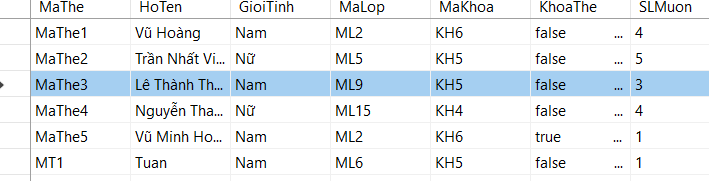 MaThe HoTen GioiTinh MaLop MaKhoa KhoaThe SLMuon
MaThe1 Vũ Hoàng Nam ML2 KH6 false ... 4
MaThe2 Trần Nhất Vi... Nữ ML5 KH5 false ... 5
MaThe3 Lê Thành Th... Nam ML9 KH5 false ... 3
MaThe4 Nguyễn Tha... Nữ ML15 KH4 false ... 4
MaThe5 Vũ Minh Ho... Nam ML2 KH6 true ... 1
MT1 Tuan Nam ML6 KH5 false ... 1